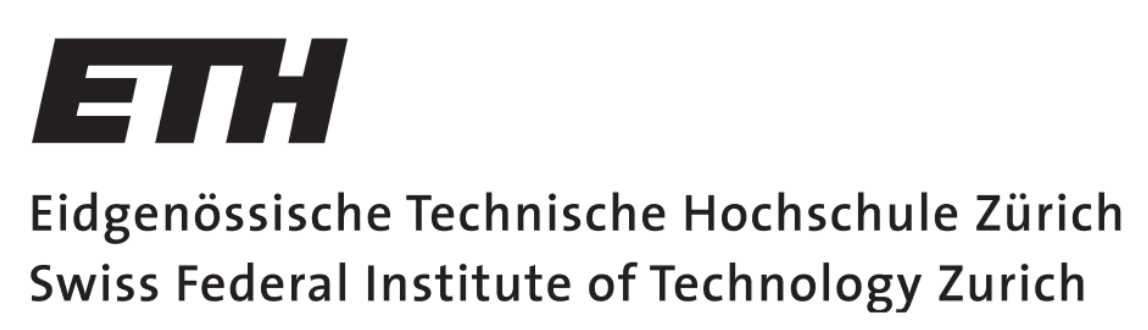 ETH
Eidgenössische Technische Hochschule Zürich
Swiss Federal Institute of Technology Zurich